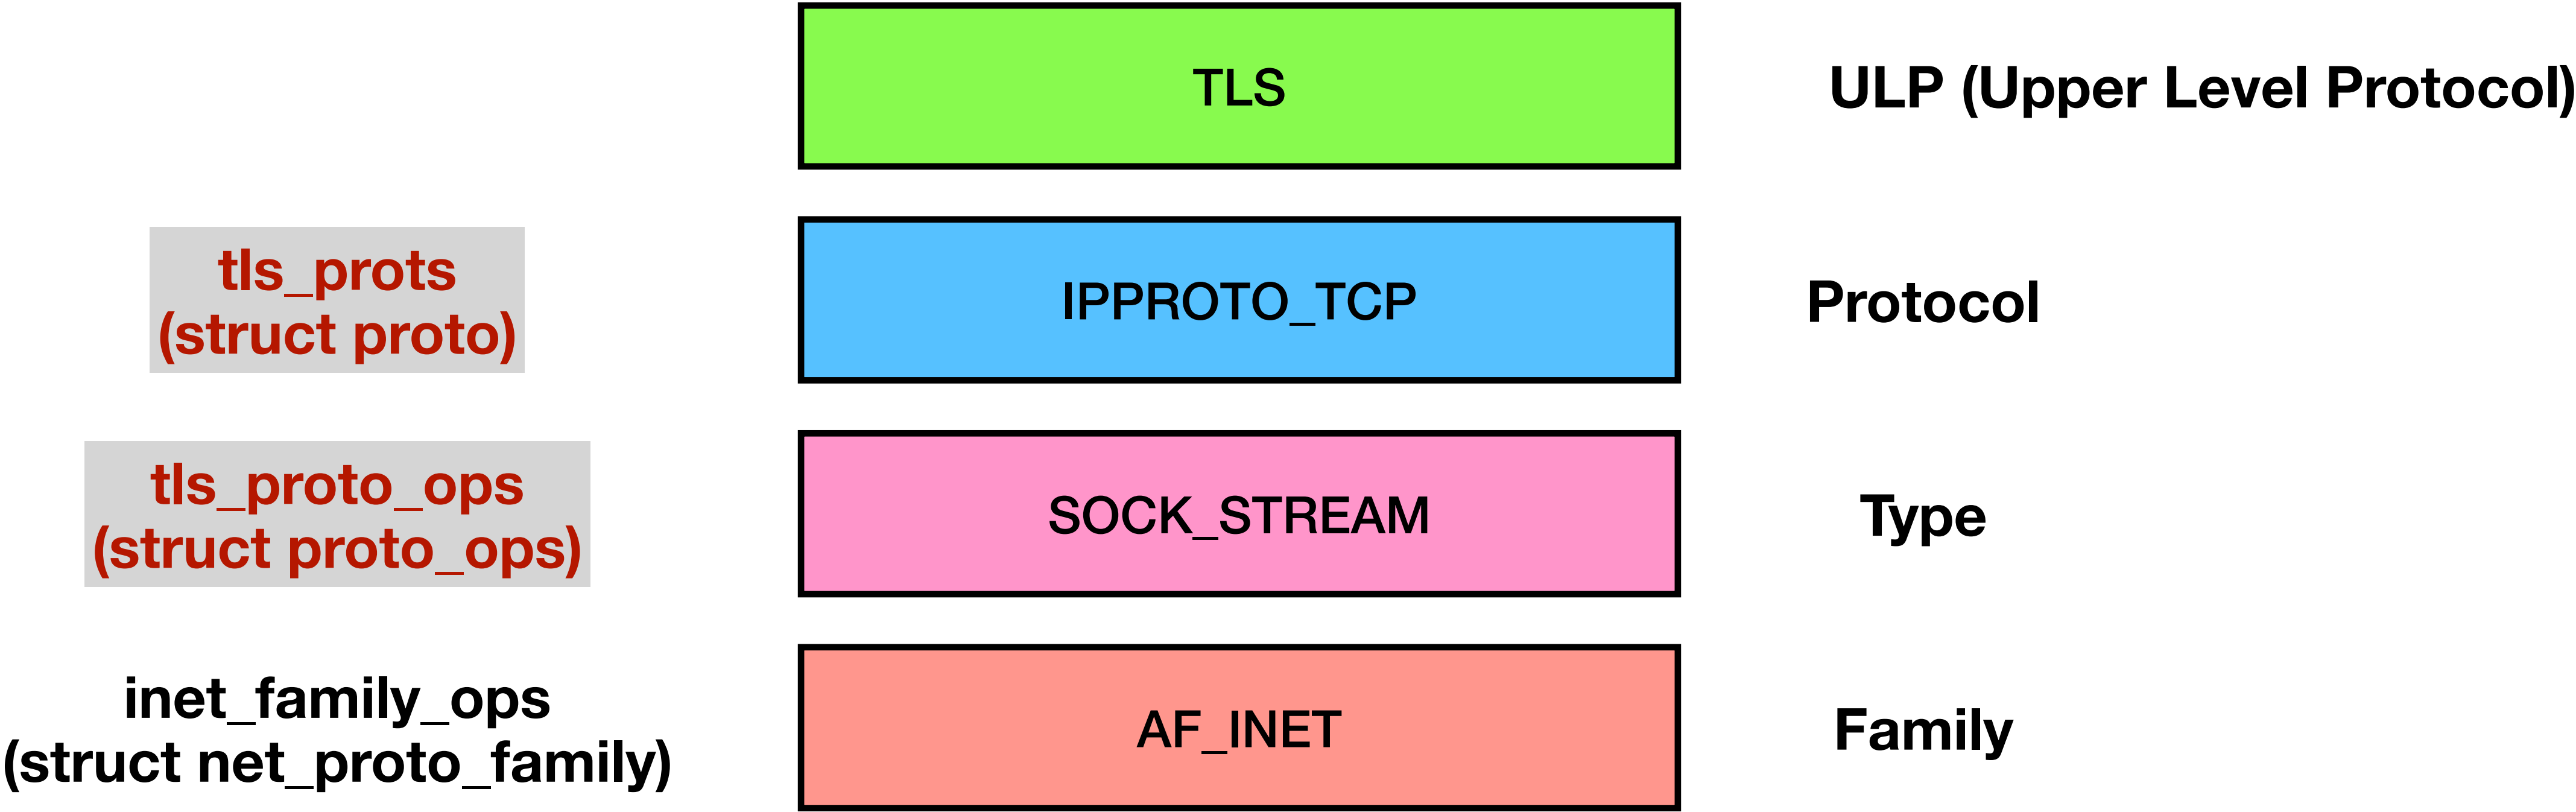 TLS
ULP (Upper Level Protocol)
tls_prots
(struct proto)
IPPROTO_TCP
Protocol
tls_proto_ops
(struct proto_ops)
SOCK_STREAM
Type
inet_family_ops
(struct net_proto_family)
AF_INET
Family